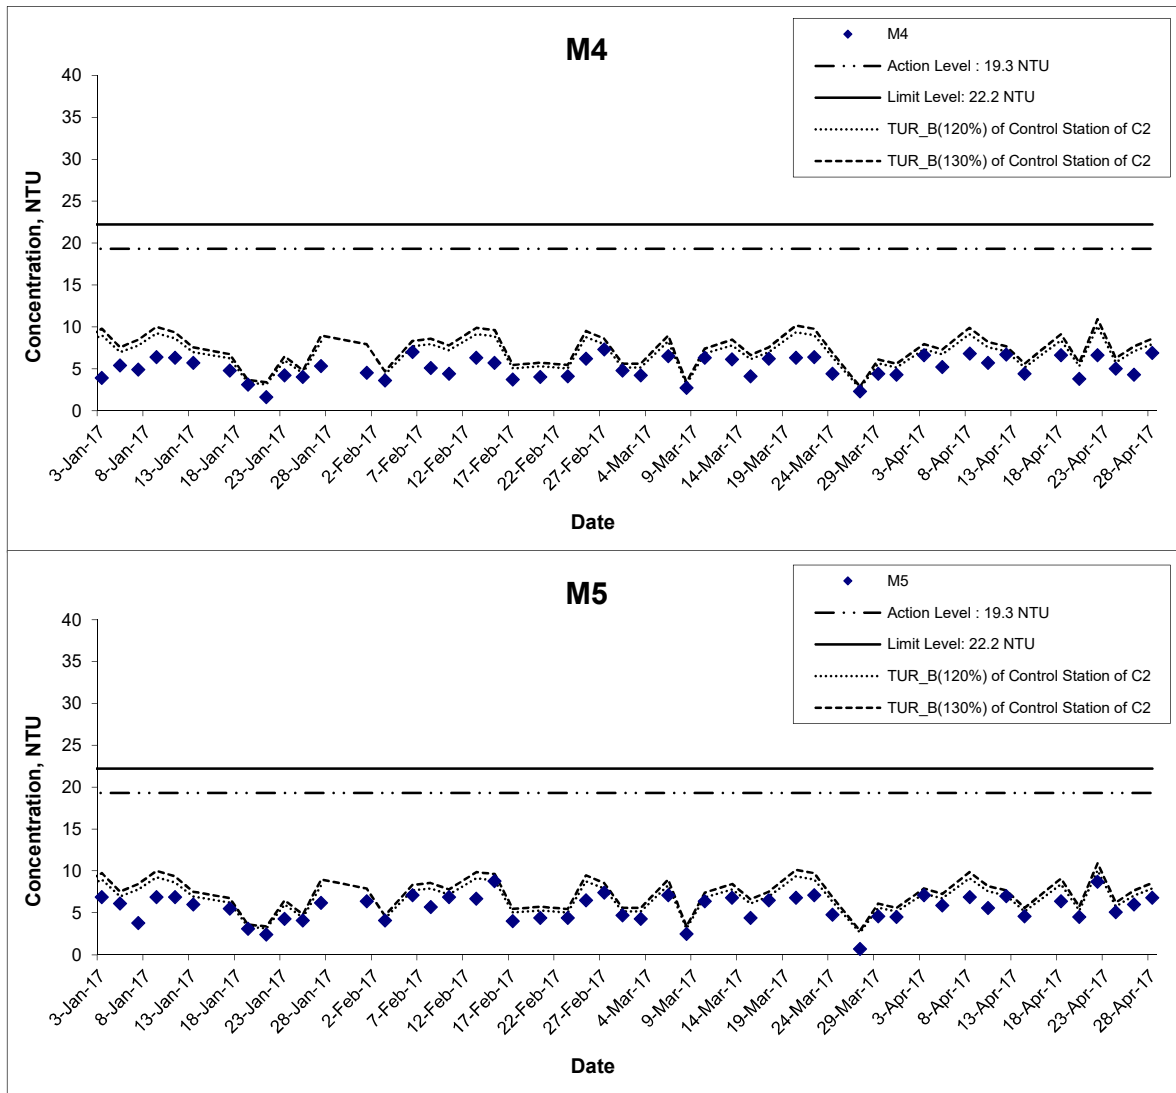 M4
M4
Action Level : 19.3 NTU
Limit Level: 22.2 NTU
TUR_B(120%) of Control Station of C2
TUR_B(130%) of Control Station of C2
Concentration, NTU
40
35
30
25
20
15
10
5
0
3-Jan-17
8-Jan-17
13-Jan-17
18-Jan-17
23-Jan-17
28-Jan-17
2-Feb-17
7-Feb-17
12-Feb-17
17-Feb-17
22-Feb-17
27-Feb-17
4-Mar-17
9-Mar-17
14-Mar-17
19-Mar-17
24-Mar-17
29-Mar-17
3-Apr-17
8-Apr-17
13-Apr-17
18-Apr-17
23-Apr-17
28-Apr-17
Date
M5
M5
Action Level : 19.3 NTU
Limit Level: 22.2 NTU
TUR_B(120%) of Control Station of C2
TUR_B(130%) of Control Station of C2
Concentration, NTU
40
35
30
25
20
15
10
5
0
3-Jan-17
8-Jan-17
13-Jan-17
18-Jan-17
23-Jan-17
28-Jan-17
2-Feb-17
7-Feb-17
12-Feb-17
17-Feb-17
22-Feb-17
27-Feb-17
4-Mar-17
9-Mar-17
14-Mar-17
19-Mar-17
24-Mar-17
29-Mar-17
3-Apr-17
8-Apr-17
13-Apr-17
18-Apr-17
23-Apr-17
28-Apr-17
Date